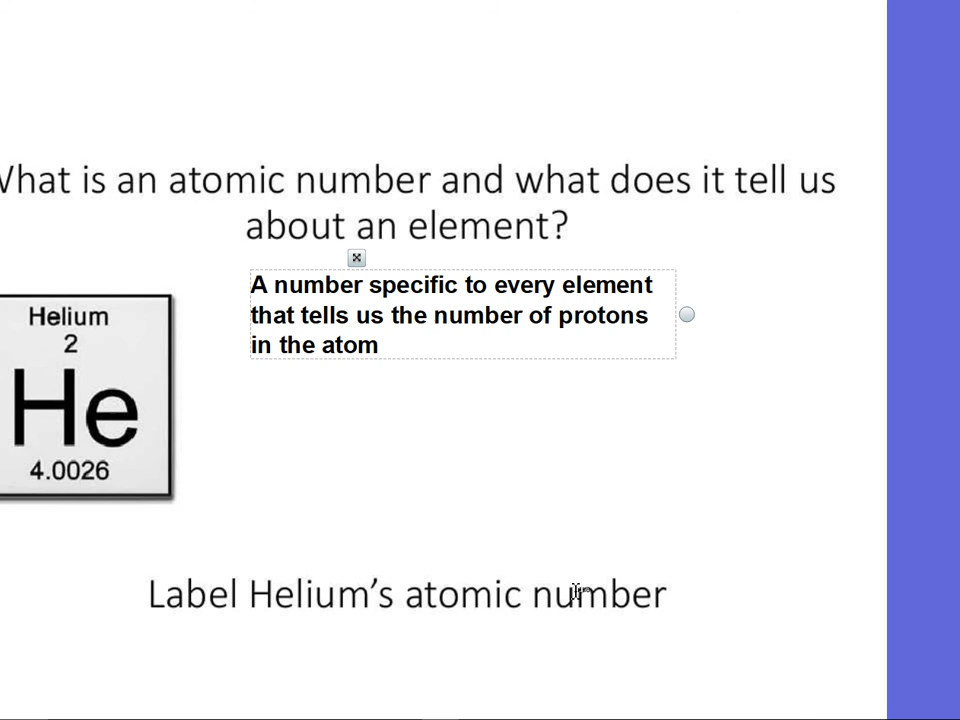 What is an atomic number and what does it tell us
about an element?
A number specific to every element
that tells us the number of protons
in the atom
Helium
2
He
4.0026
Label Helium’s atomic number